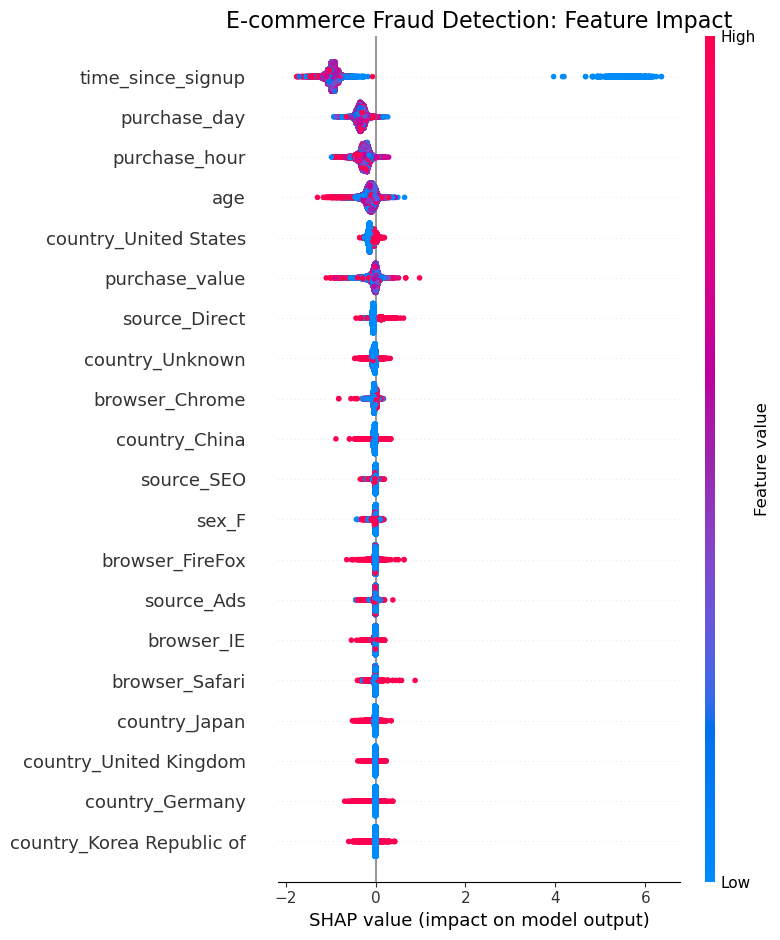 E-commerce Fraud Detection: Feature Impact
High
time_since_signup
purchase_day
purchase_hour
age
country_United States
purchase_value
source_Direct
country_Unknown
browser_Chrome
country_China
source_SEO
sex_F
browser_FireFox
source_Ads
browser_IE
browser_Safari
country_Japan
country_United Kingdom
country_Germany
country_Korea Republic of
Feature value
Low
−2 0 2 4 6
SHAP value (impact on model output)